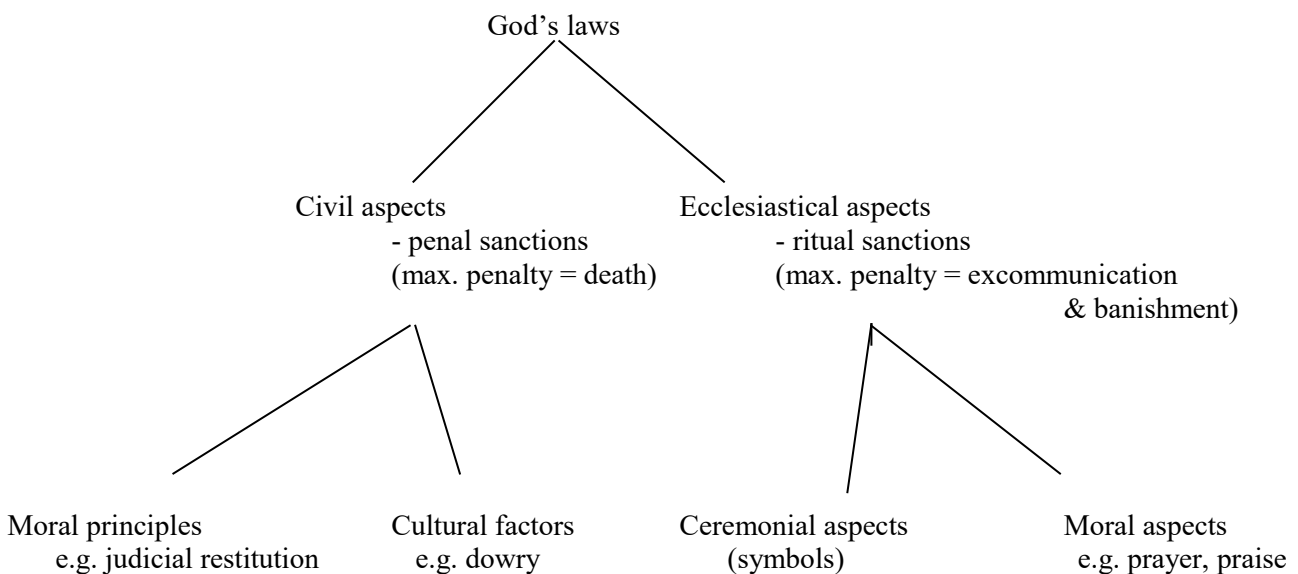 God’s laws
Civil aspects
- penal sanctions
(max. penalty = death)
Ecclesiastical aspects
- ritual sanctions
(max. penalty = excommunication
& banishment)
Moral principles
e.g. judicial restitution
Cultural factors
e.g. dowry
Ceremonial aspects
(symbols)
Moral aspects
e.g. prayer, praise